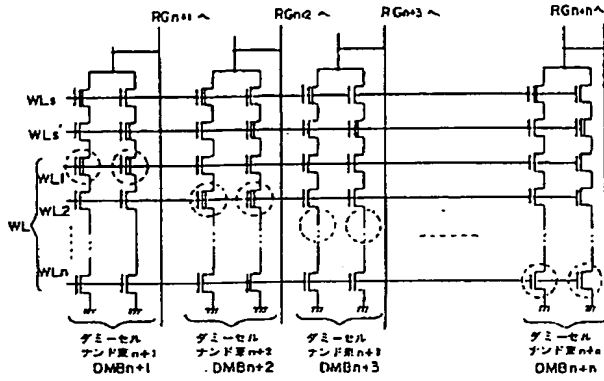 RGn+1へ RGn+2へ RGn+3へ RGn+nへ
WLs
WLs'
WL1
WL2
WL
WLn
ダミーセル ダミーセル ダミーセル ダミーセル
ナンド束n+1 ナンド束n+2 ナンド束n+3 ナンド束n+n
DMBn+1 DMBn+2 DMBn+3 DMBn+n